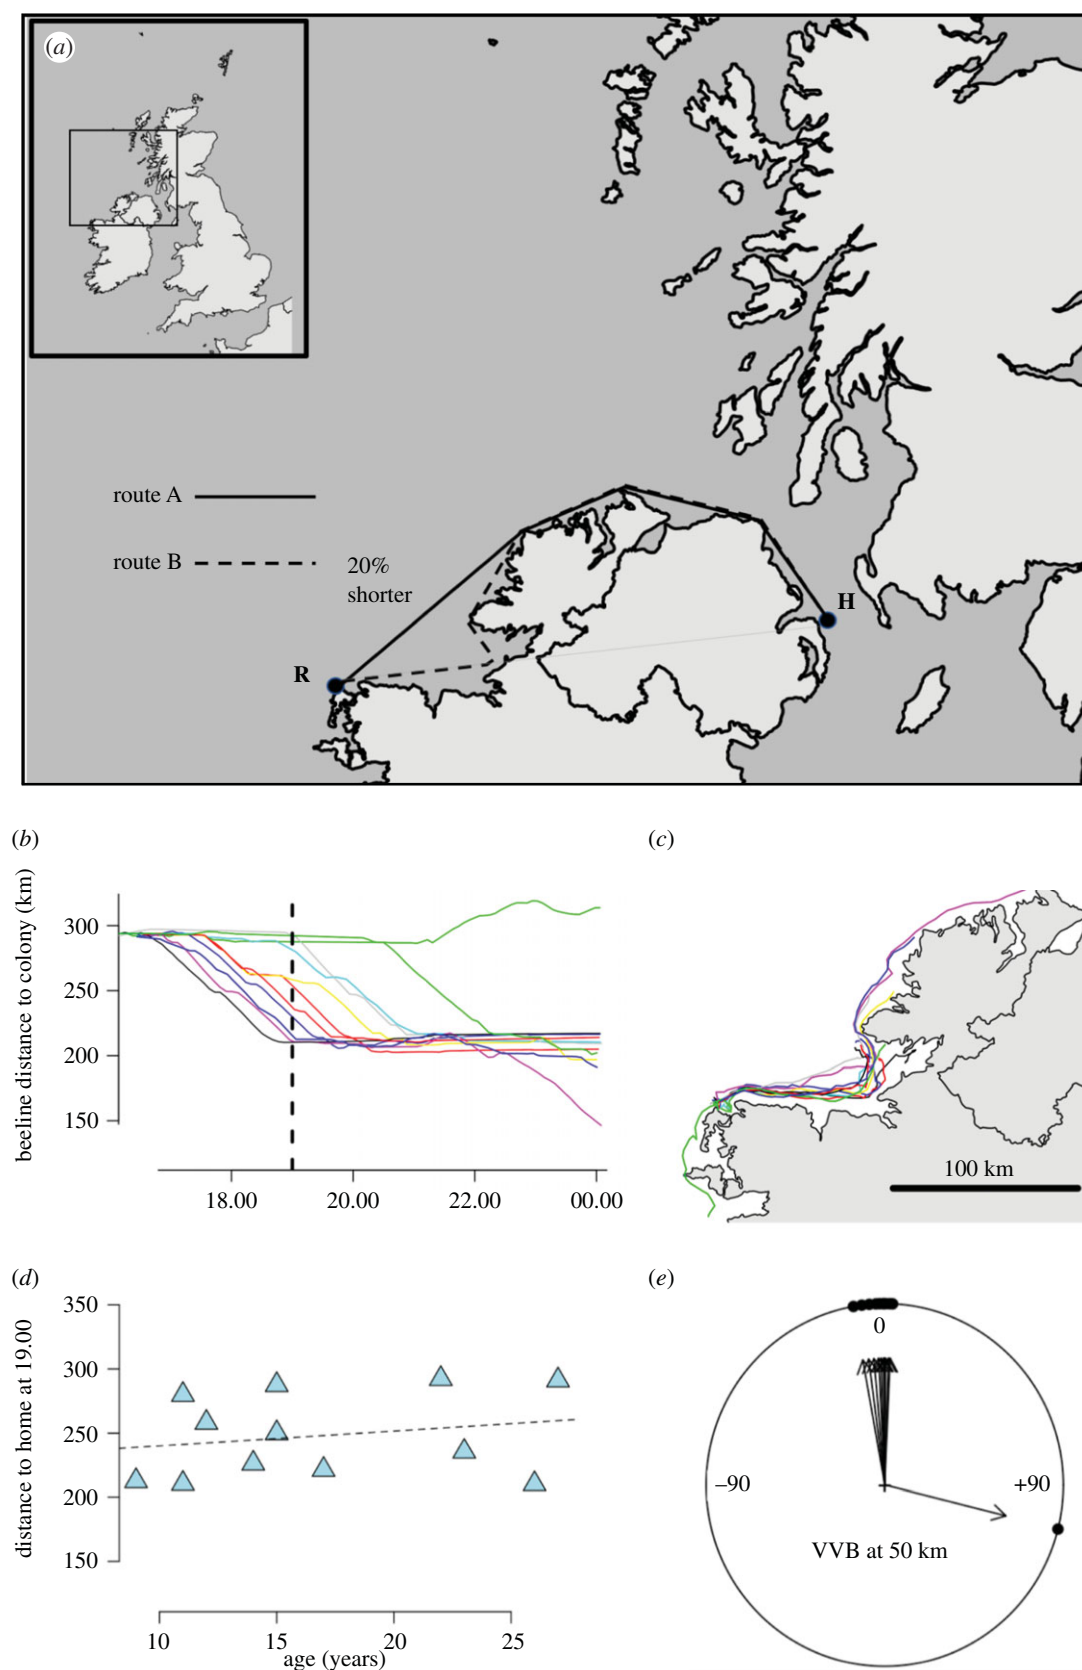 (a)
route A
route B
20%
shorter
R
H
(b)
beeline distance to colony (km)
300
250
200
150
18.00 20.00 22.00 00.00
(c)
100 km
(d)
distance to home at 19.00
350
300
250
200
150
10 15 20 25
age (years)
(e)
0
–90 +90
VVB at 50 km